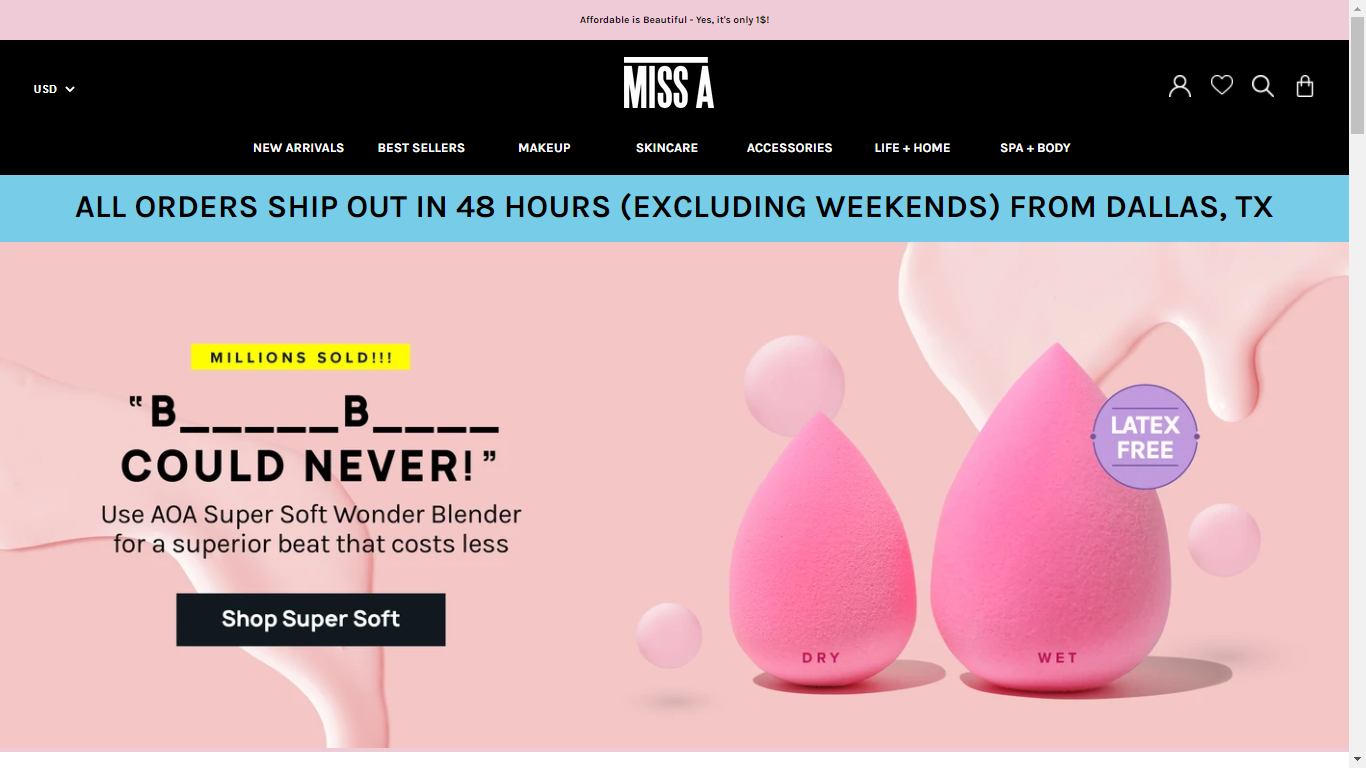 Affordable is Beautiful - Yes, it's only 1$!
USD
MISS A
NEW ARRIVALS BEST SELLERS MAKEUP SKINCARE ACCESSORIES LIFE + HOME SPA + BODY
ALL ORDERS SHIP OUT IN 48 HOURS (EXCLUDING WEEKENDS) FROM DALLAS, TX
MILLIONS SOLD!!!
“B_____B____
COULD NEVER!”
Use AOA Super Soft Wonder Blender
for a superior beat that costs less
Shop Super Soft
LATEX
FREE
DRY
WET